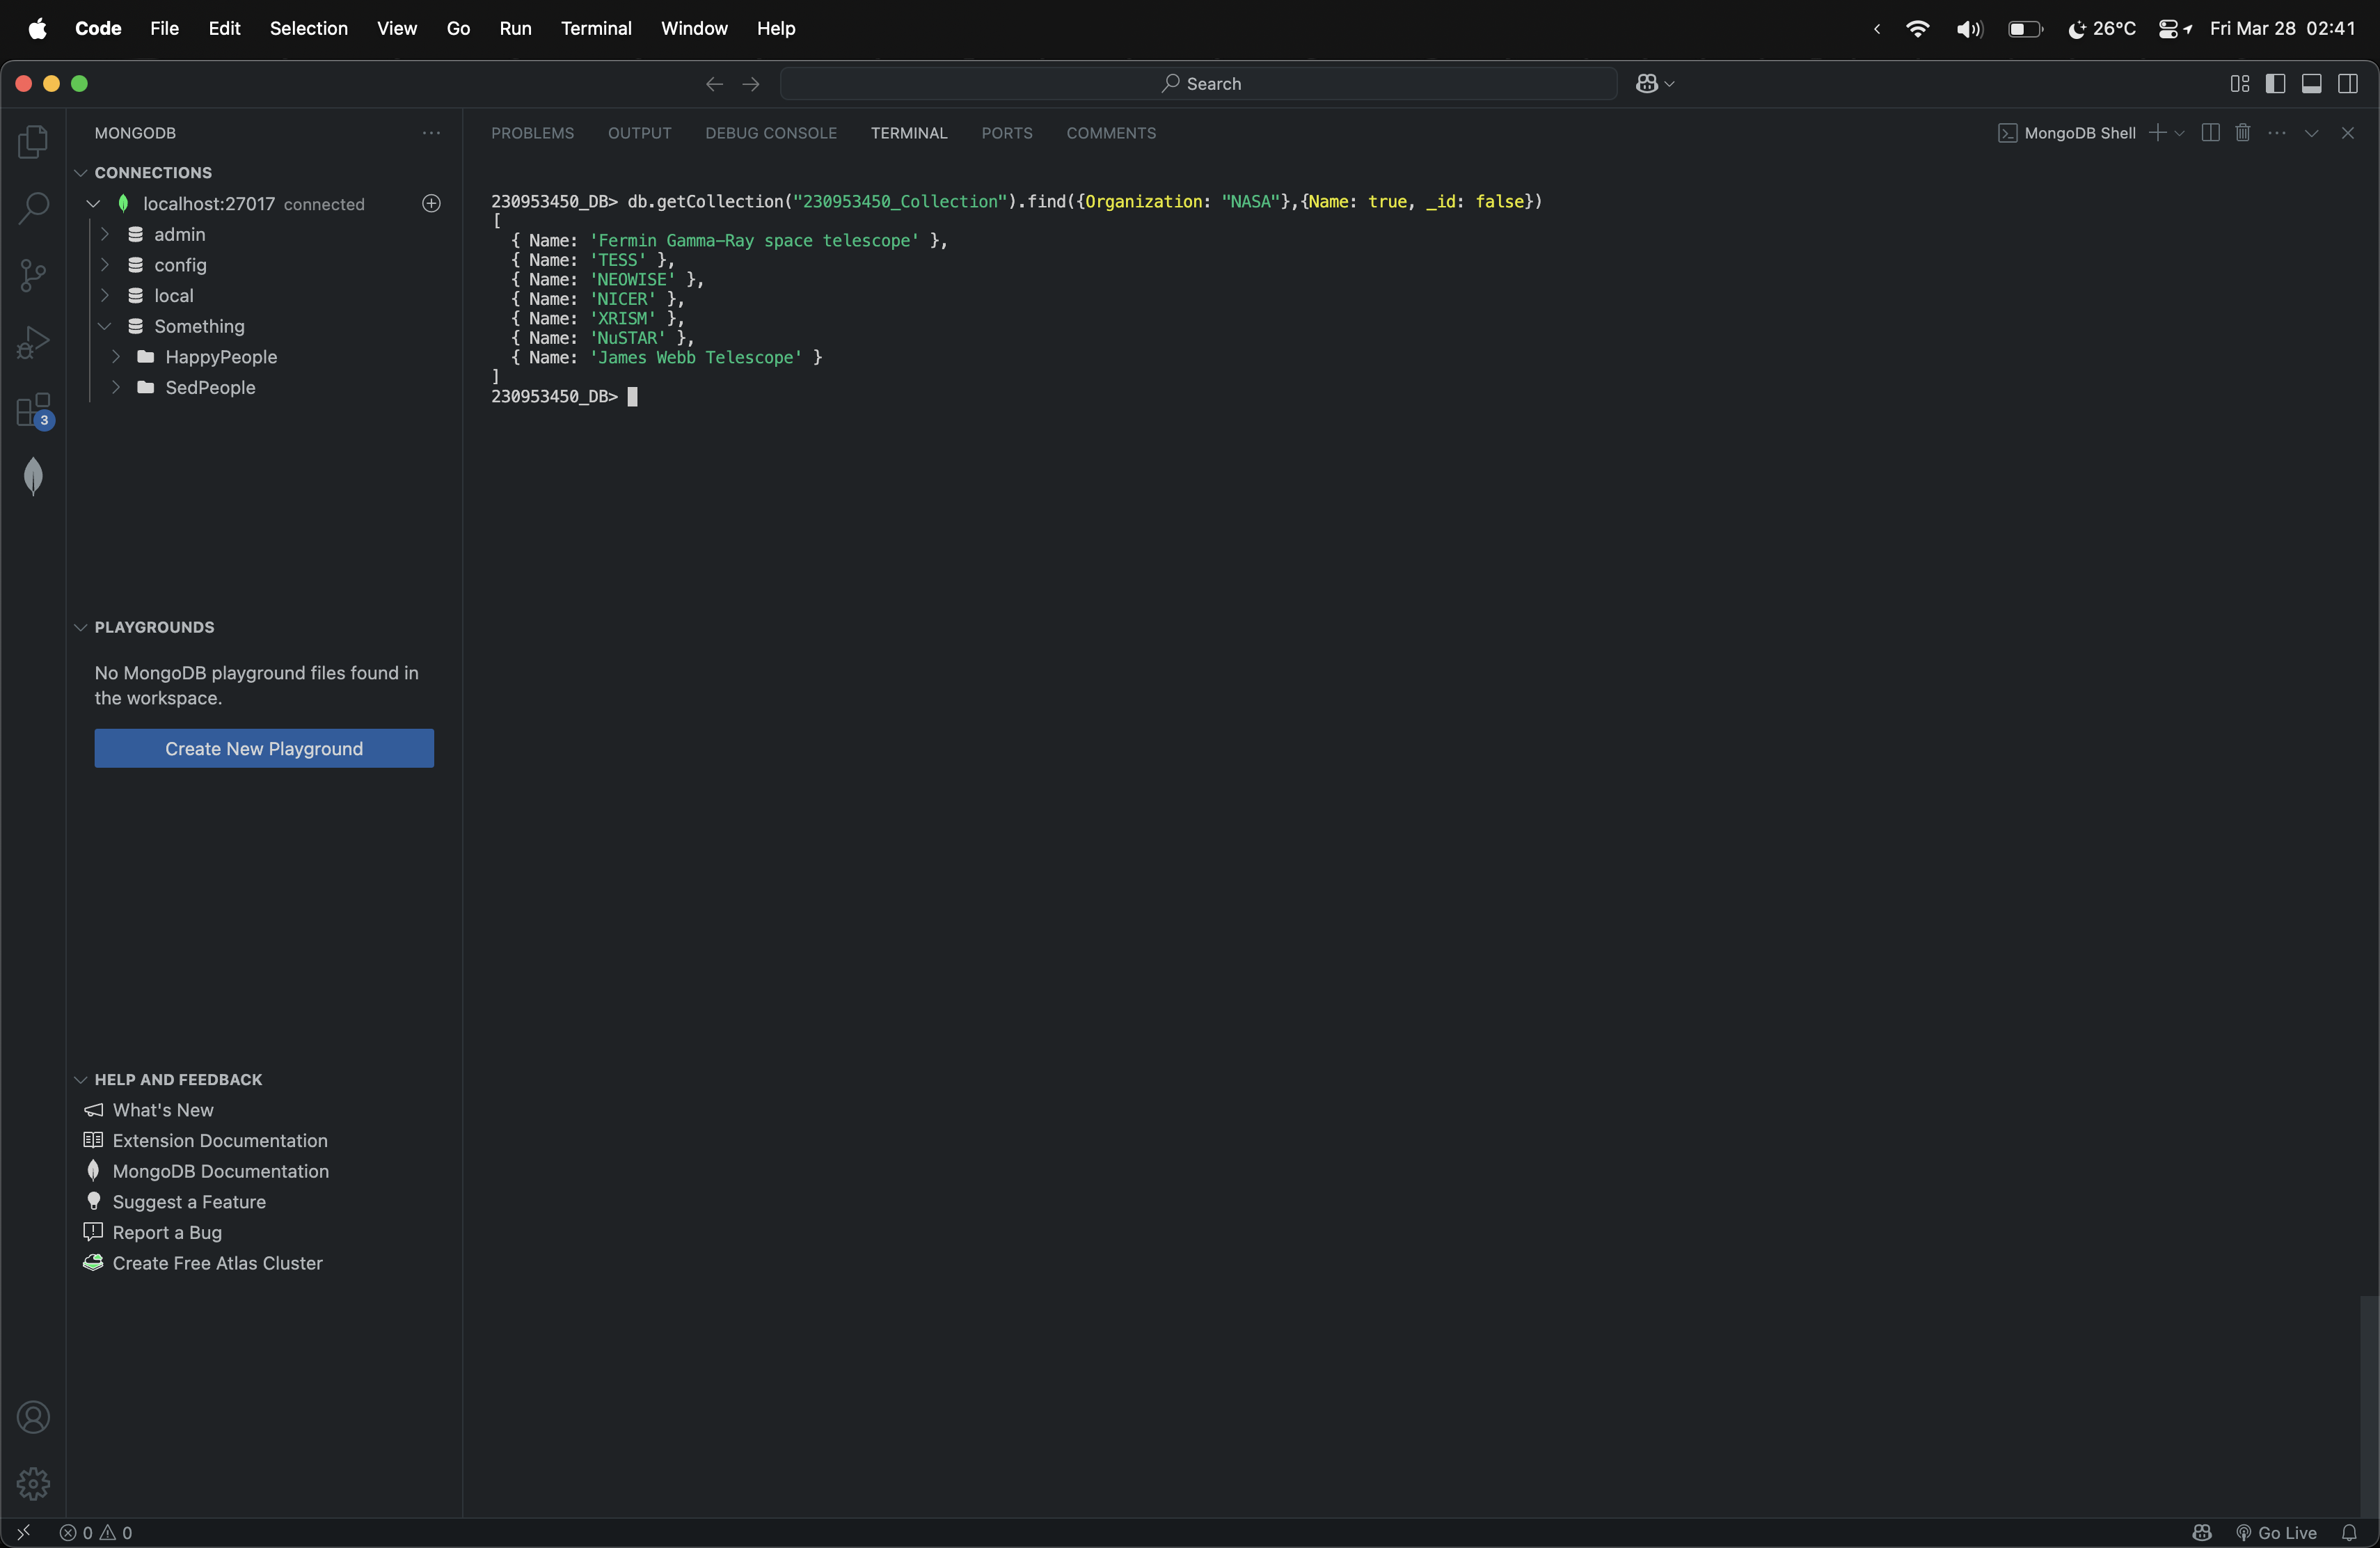 Code File Edit Selection View Go Run Terminal Window Help 26°C Fri Mar 28 02:41
Search
MONGODB
CONNECTIONS
localhost:27017 connected
admin
config
local
Something
HappyPeople
SedPeople
3
PLAYGROUNDS
No MongoDB playground files found in
the workspace.
Create New Playground
HELP AND FEEDBACK
What's New
Extension Documentation
MongoDB Documentation
Suggest a Feature
Report a Bug
Create Free Atlas Cluster
PROBLEMS OUTPUT DEBUG CONSOLE TERMINAL PORTS COMMENTS MongoDB Shell
230953450_DB> db.getCollection("230953450_Collection").find({Organization: "NASA"},{Name: true, _id: false})
[
{ Name: 'Fermin Gamma-Ray space telescope' },
{ Name: 'TESS' },
{ Name: 'NEOWISE' },
{ Name: 'NICER' },
{ Name: 'XRISM' },
{ Name: 'NuSTAR' },
{ Name: 'James Webb Telescope' }
]
230953450_DB>
0 0 Go Live